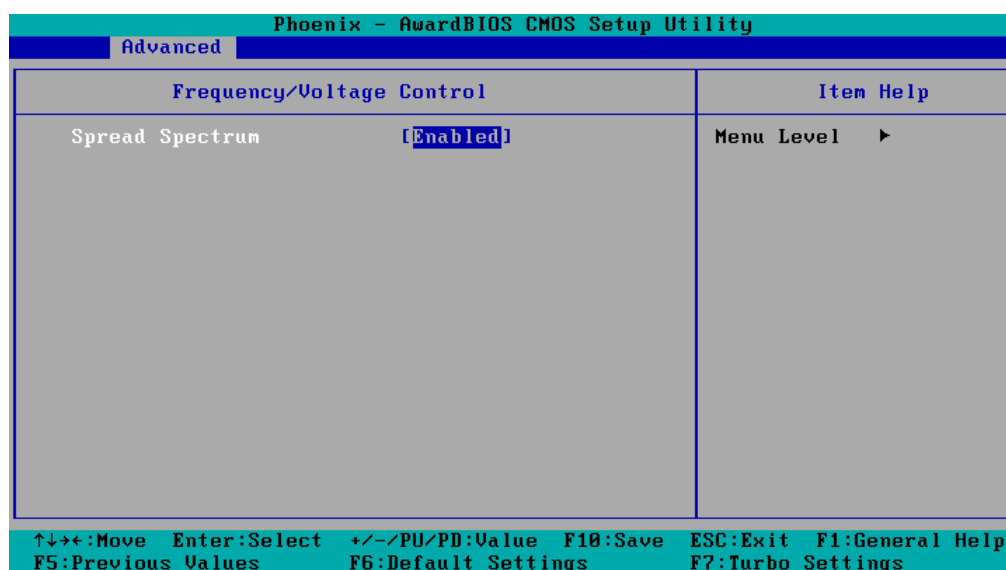 Phoenix - AwardBIOS CMOS Setup Utility
Advanced
Frequency/Voltage Control
Item Help
Spread Spectrum [Enabled]
Menu Level ►
↑↓→←:Move Enter:Select +/-/PU/PD:Value F10:Save ESC:Exit F1:General Help
F5:Previous Values F6:Default Settings F7:Turbo Settings